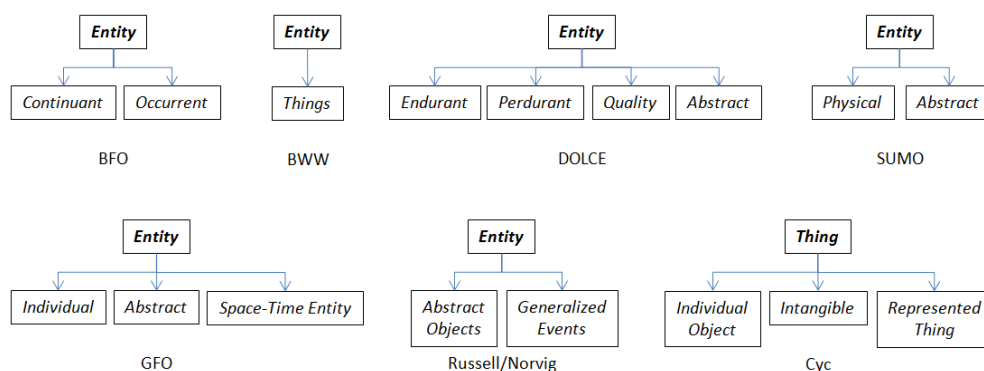 Entity Entity Entity Entity
Continuant Occurrent Things Endurant Perdurant Quality Abstract Physical Abstract
BFO BWW DOLCE SUMO
Entity Entity Thing
Individual Abstract Space-Time Entity Abstract Objects Generalized Events Individual Object Intangible Represented Thing
GFO Russell/Norvig Cyc